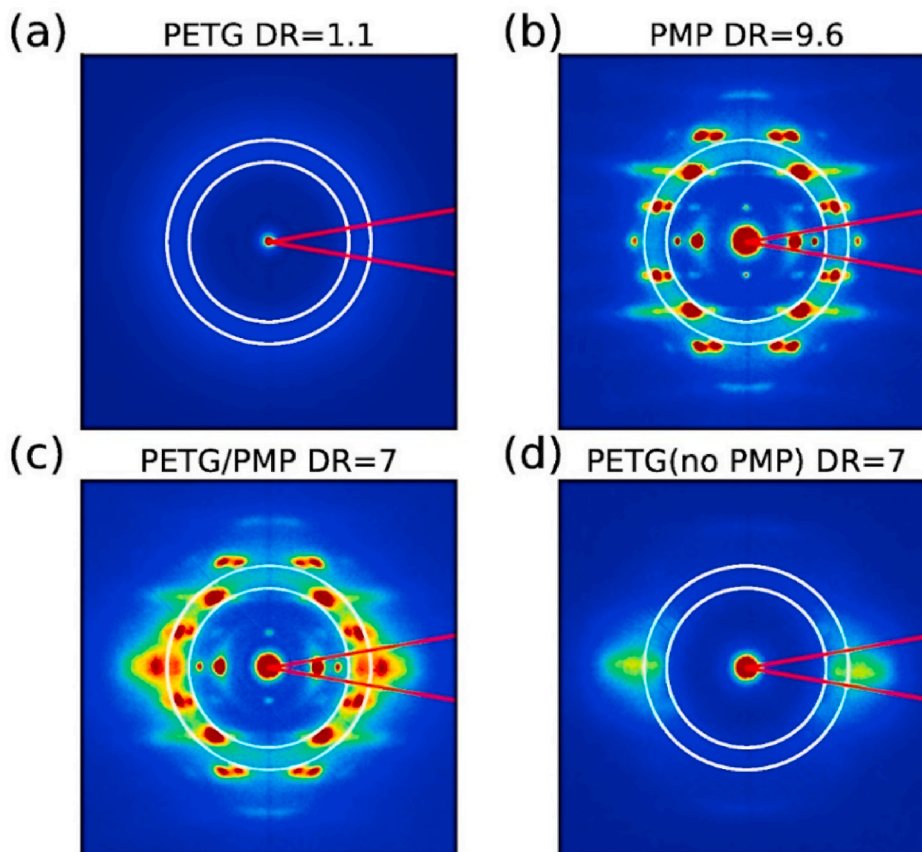 (a) PETG DR=1.1
(b) PMP DR=9.6
(c) PETG/PMP DR=7
(d) PETG(no PMP) DR=7